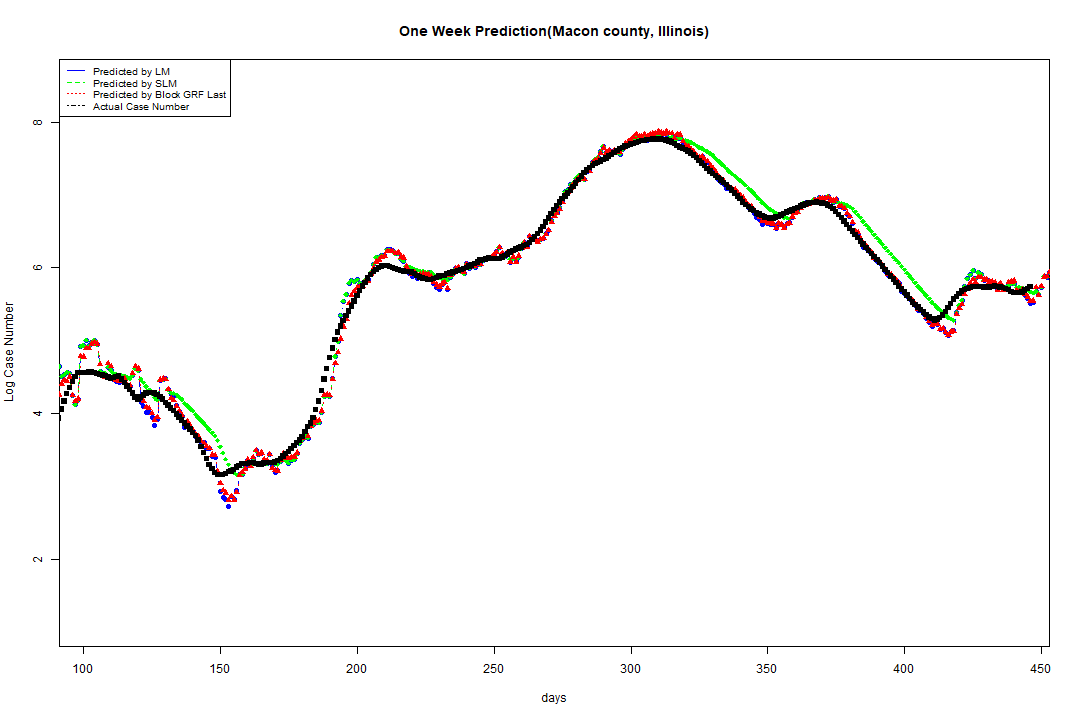 One Week Prediction(Macon county, Illinois)
Predicted by LM
Predicted by SLM
Predicted by Block GRF Last
Actual Case Number
8
6
4
2
Log Case Number
100 150 200 250 300 350 400 450
days